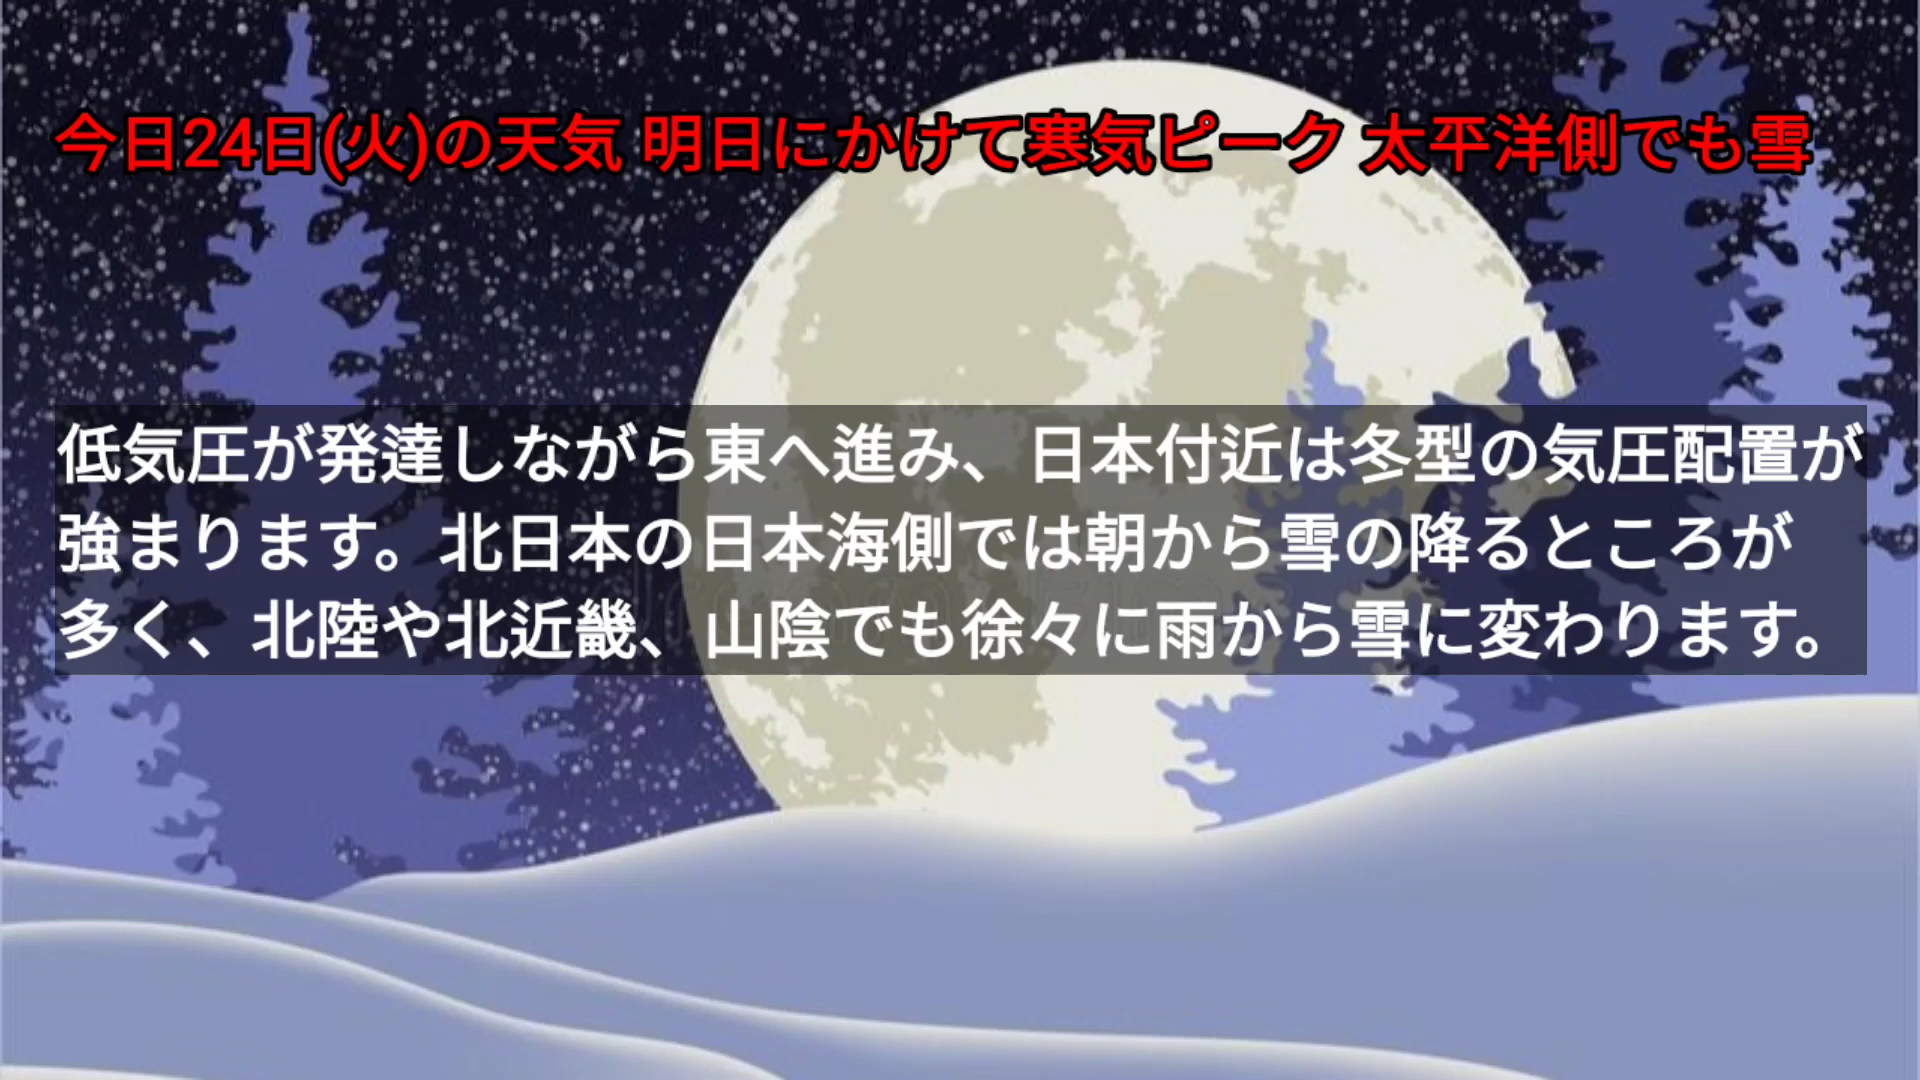 今日24日(火)の天気 明日にかけて寒気ピーク 太平洋側でも雪
低気圧が発達しながら東へ進み、日本付近は冬型の気圧配置が
強まります。北日本の日本海側では朝から雪の降るところが
多く、北陸や北近畿、山陰でも徐々に雨から雪に変わります。